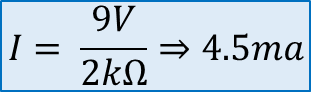 I = 9V / 2kΩ ⇒ 4.5ma